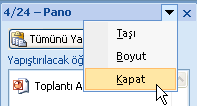 4/24 – Pano
Tümünü Ya
Taşı
Boyut
Yapıştırılacak öğ
Kapat
Toplantı A